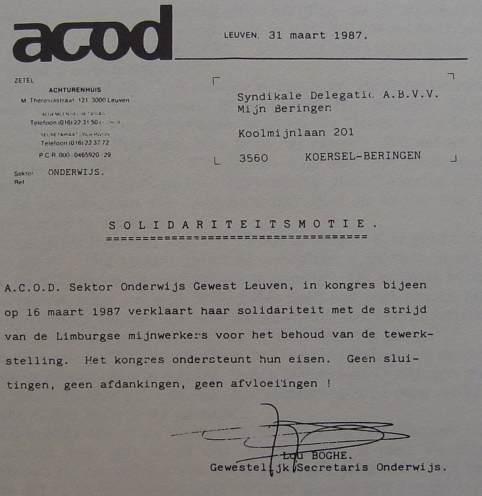 acod
LEUVEN, 31 maart 1987.
ZETEL
ACHTURENHUIS
M. Theresiastraat 121 3000 Leuven
Telefoon (016) 22 31 50
Telefoon (016) 22 37 72
P C R 000-0465920-29
Sektor ONDERWIJS.
Ref.
Syndikale Delegatie A.B.V.V.
Mijn Beringen
Koolmijnlaan 201
3560 KOERSEL-BERINGEN
S O L I D A R I T E I T S M O T I E .
A.C.O.D. Sektor Onderwijs Gewest Leuven, in kongres bijeen
op 16 maart 1987 verklaart haar solidariteit met de strijd
van de Limburgse mijnwerkers voor het behoud van de tewerk-
stelling. Het kongres ondersteunt hun eisen. Geen slui-
tingen, geen afdankingen, geen afvloeiingen !
Lou BOGHE.
Gewestelijk Secretaris Onderwijs.